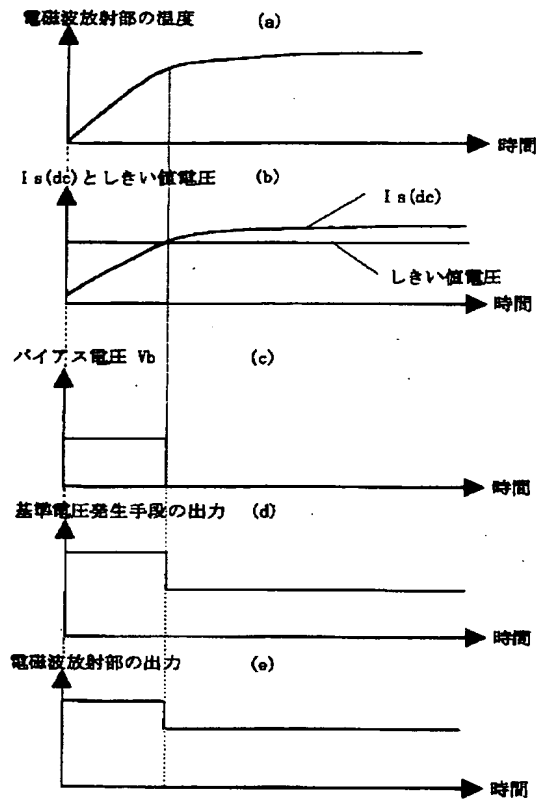 電磁波放射部の温度 (a)
時間
Is(dc)としきい値電圧 (b)
Is(dc)
しきい値電圧
時間
バイアス電圧 Vb (c)
時間
基準電圧発生手段の出力 (d)
時間
電磁波放射部の出力 (e)
時間